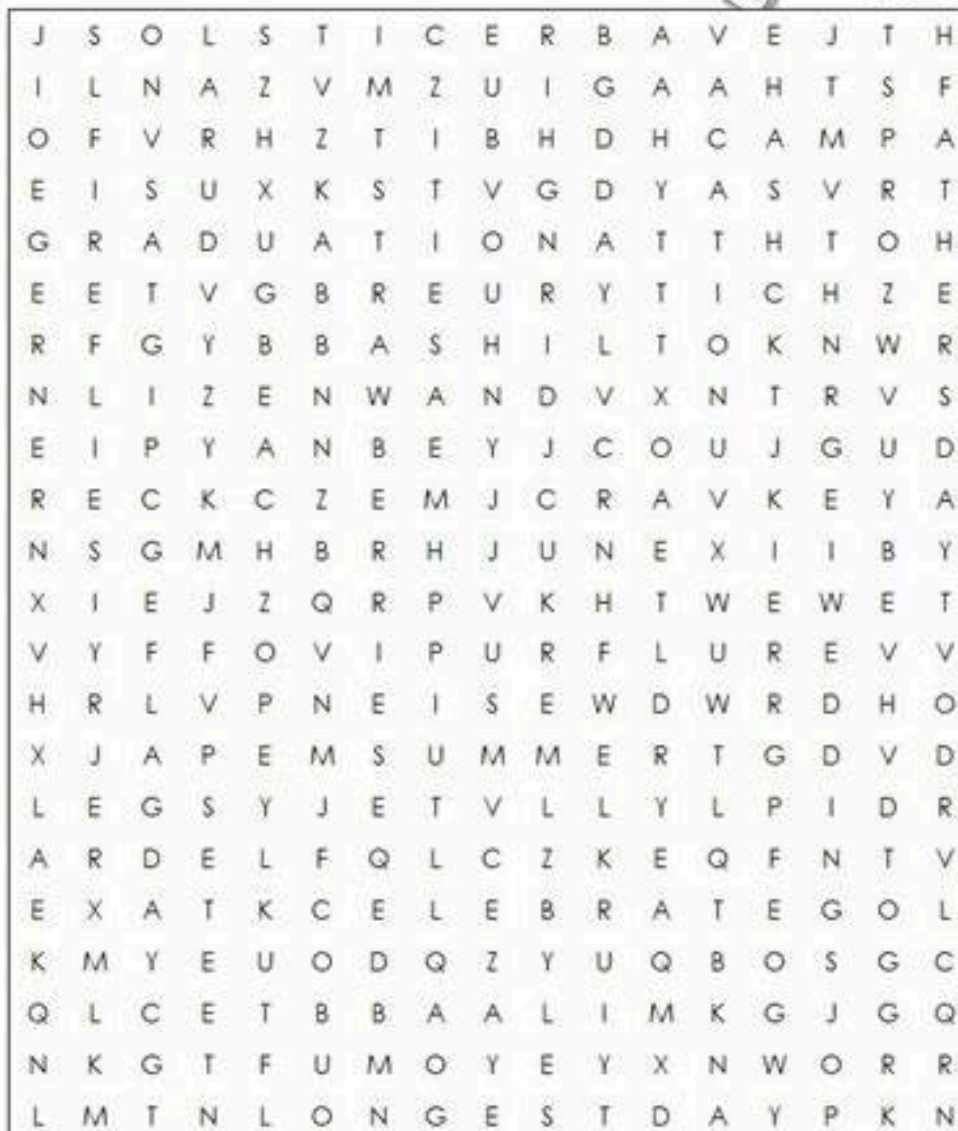 J S O L S T I C E R B A V E J T H
I L N A Z V M Z U I G A A H T S F
O F V R H Z T I B H D H C A M P A
E I S U X K S T V G D Y A S V R T
G R A D U A T I O N A T T H T O H
E E T V G B R E U R Y T I C H Z E
R F G Y B B A S H I L T O K N W R
N L I Z E N W A N D V X N T R V S
E I P Y A N B E Y J C O U J G U D
R E C K C Z E M J C R A V K E Y A
N S G M H B R H J U N E X I I B Y
X I E J Z Q R P V K H T W E W E T
V Y F F O V I P U R F L U R E V V
H R L V P N E I S E W D W R D H O
X J A P E M S U M M E R T G D V D
L E G S Y J E T V L L Y L P I D R
A R D E L F Q L C Z K E Q F N T V
E X A T K C E L E B R A T E G O L
K M Y E U O D Q Z Y U Q B O S G C
Q L C E T B B A A L I M K G J G Q
N K G T F U M O Y E Y X N W O R R
L M T N L O N G E S T D A Y P K N